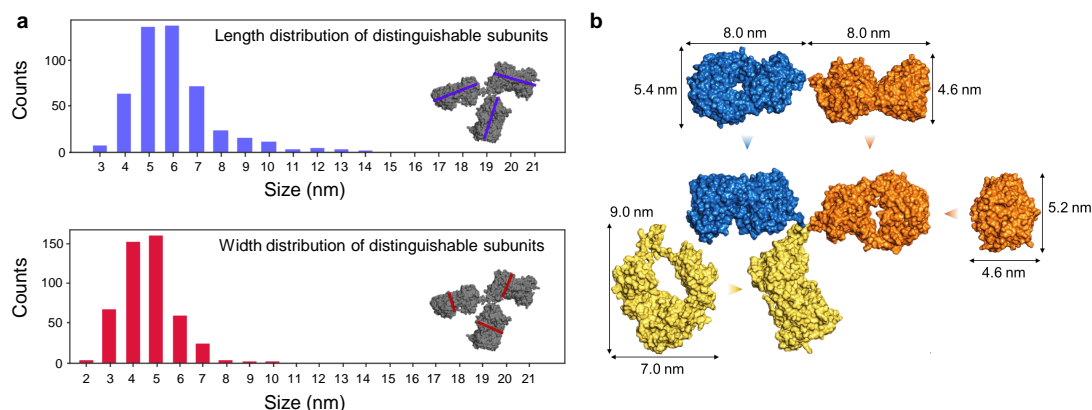 a
Length distribution of distinguishable subunits
Counts
100
50
0
3 4 5 6 7 8 9 10 11 12 13 14 15 16 17 18 19 20 21
Size (nm)
Width distribution of distinguishable subunits
Counts
150
100
50
0
2 3 4 5 6 7 8 9 10 11 12 13 14 15 16 17 18 19 20 21
Size (nm)
b
8.0 nm 8.0 nm
5.4 nm
4.6 nm
9.0 nm
5.2 nm
4.6 nm
7.0 nm